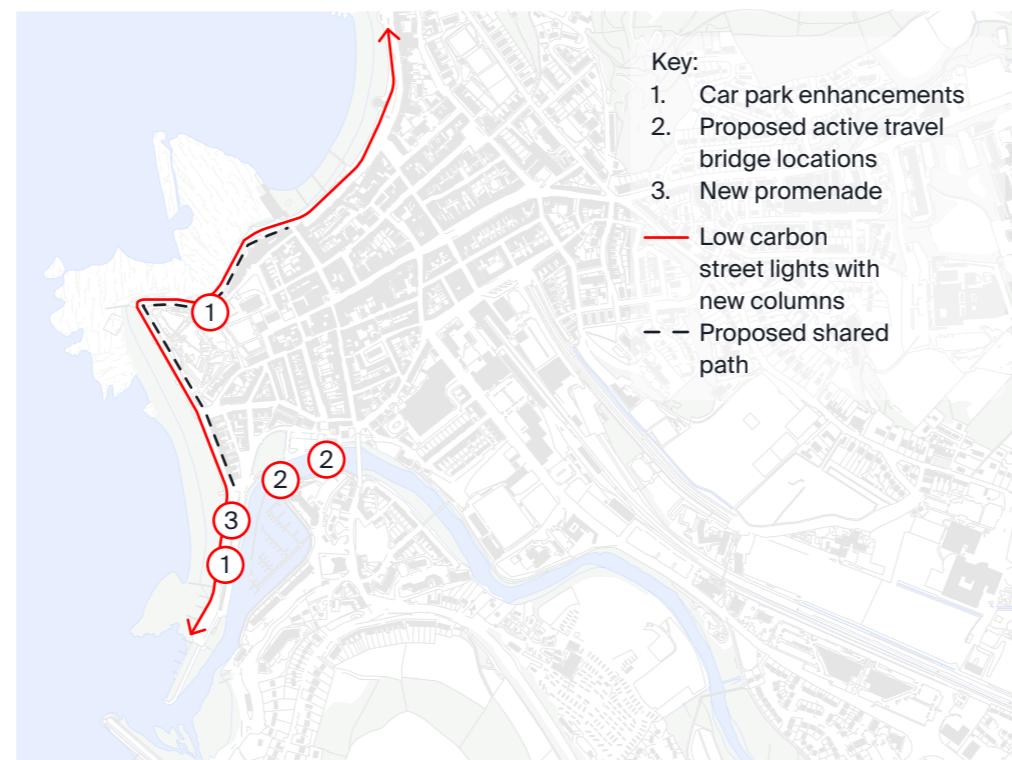 Key:
1. Car park enhancements
2. Proposed active travel
bridge locations
3. New promenade
Low carbon
street lights with
new columns
Proposed shared
path
1
2
2
3
1